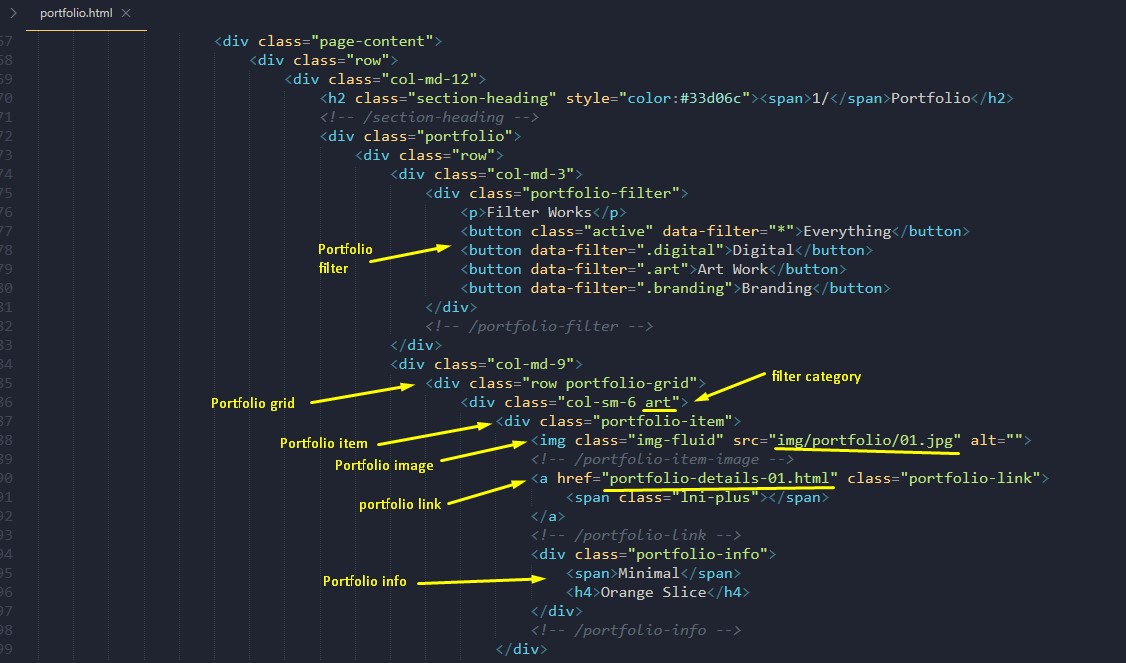 portfolio.html ×
67 <div class="page-content">
68 <div class="row">
69 <div class="col-md-12">
70 <h2 class="section-heading" style="color:#33d06c"><span>1/</span>Portfolio</h2>
71 <!-- /section-heading -->
72 <div class="portfolio">
73 <div class="row">
74 <div class="col-md-3">
75 <div class="portfolio-filter">
76 <p>Filter Works</p>
77 <button class="active" data-filter="*">Everything</button>
Portfolio filter
78 <button data-filter=".digital">Digital</button>
79 <button data-filter=".art">Art Work</button>
80 <button data-filter=".branding">Branding</button>
81 </div>
82 <!-- /portfolio-filter -->
83 </div>
84 <div class="col-md-9">
filter category
85 <div class="row portfolio-grid">
Portfolio grid
86 <div class="col-sm-6 art">
87 <div class="portfolio-item">
Portfolio item
88 <img class="img-fluid" src="img/portfolio/01.jpg" alt="">
Portfolio image
89 <!-- /portfolio-item-image -->
90 <a href="portfolio-details-01.html" class="portfolio-link">
portfolio link
91 <span class="lni-plus"></span>
92 </a>
93 <!-- /portfolio-link -->
94 <div class="portfolio-info">
Portfolio info
95 <span>Minimal</span>
96 <h4>Orange Slice</h4>
97 </div>
98 <!-- /portfolio-info -->
99 </div>